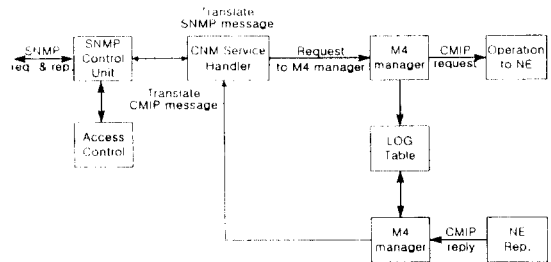 Translate
SNMP message
SNMP
req. & rep.
SNMP
Control
Unit
CNM Service
Handler
Request
to M4 manager
M4
manager
CMIP
request
Operation
to NE
Translate
CMIP message
Access
Control
LOG
Table
M4
manager
CMIP
reply
NE
Rep.